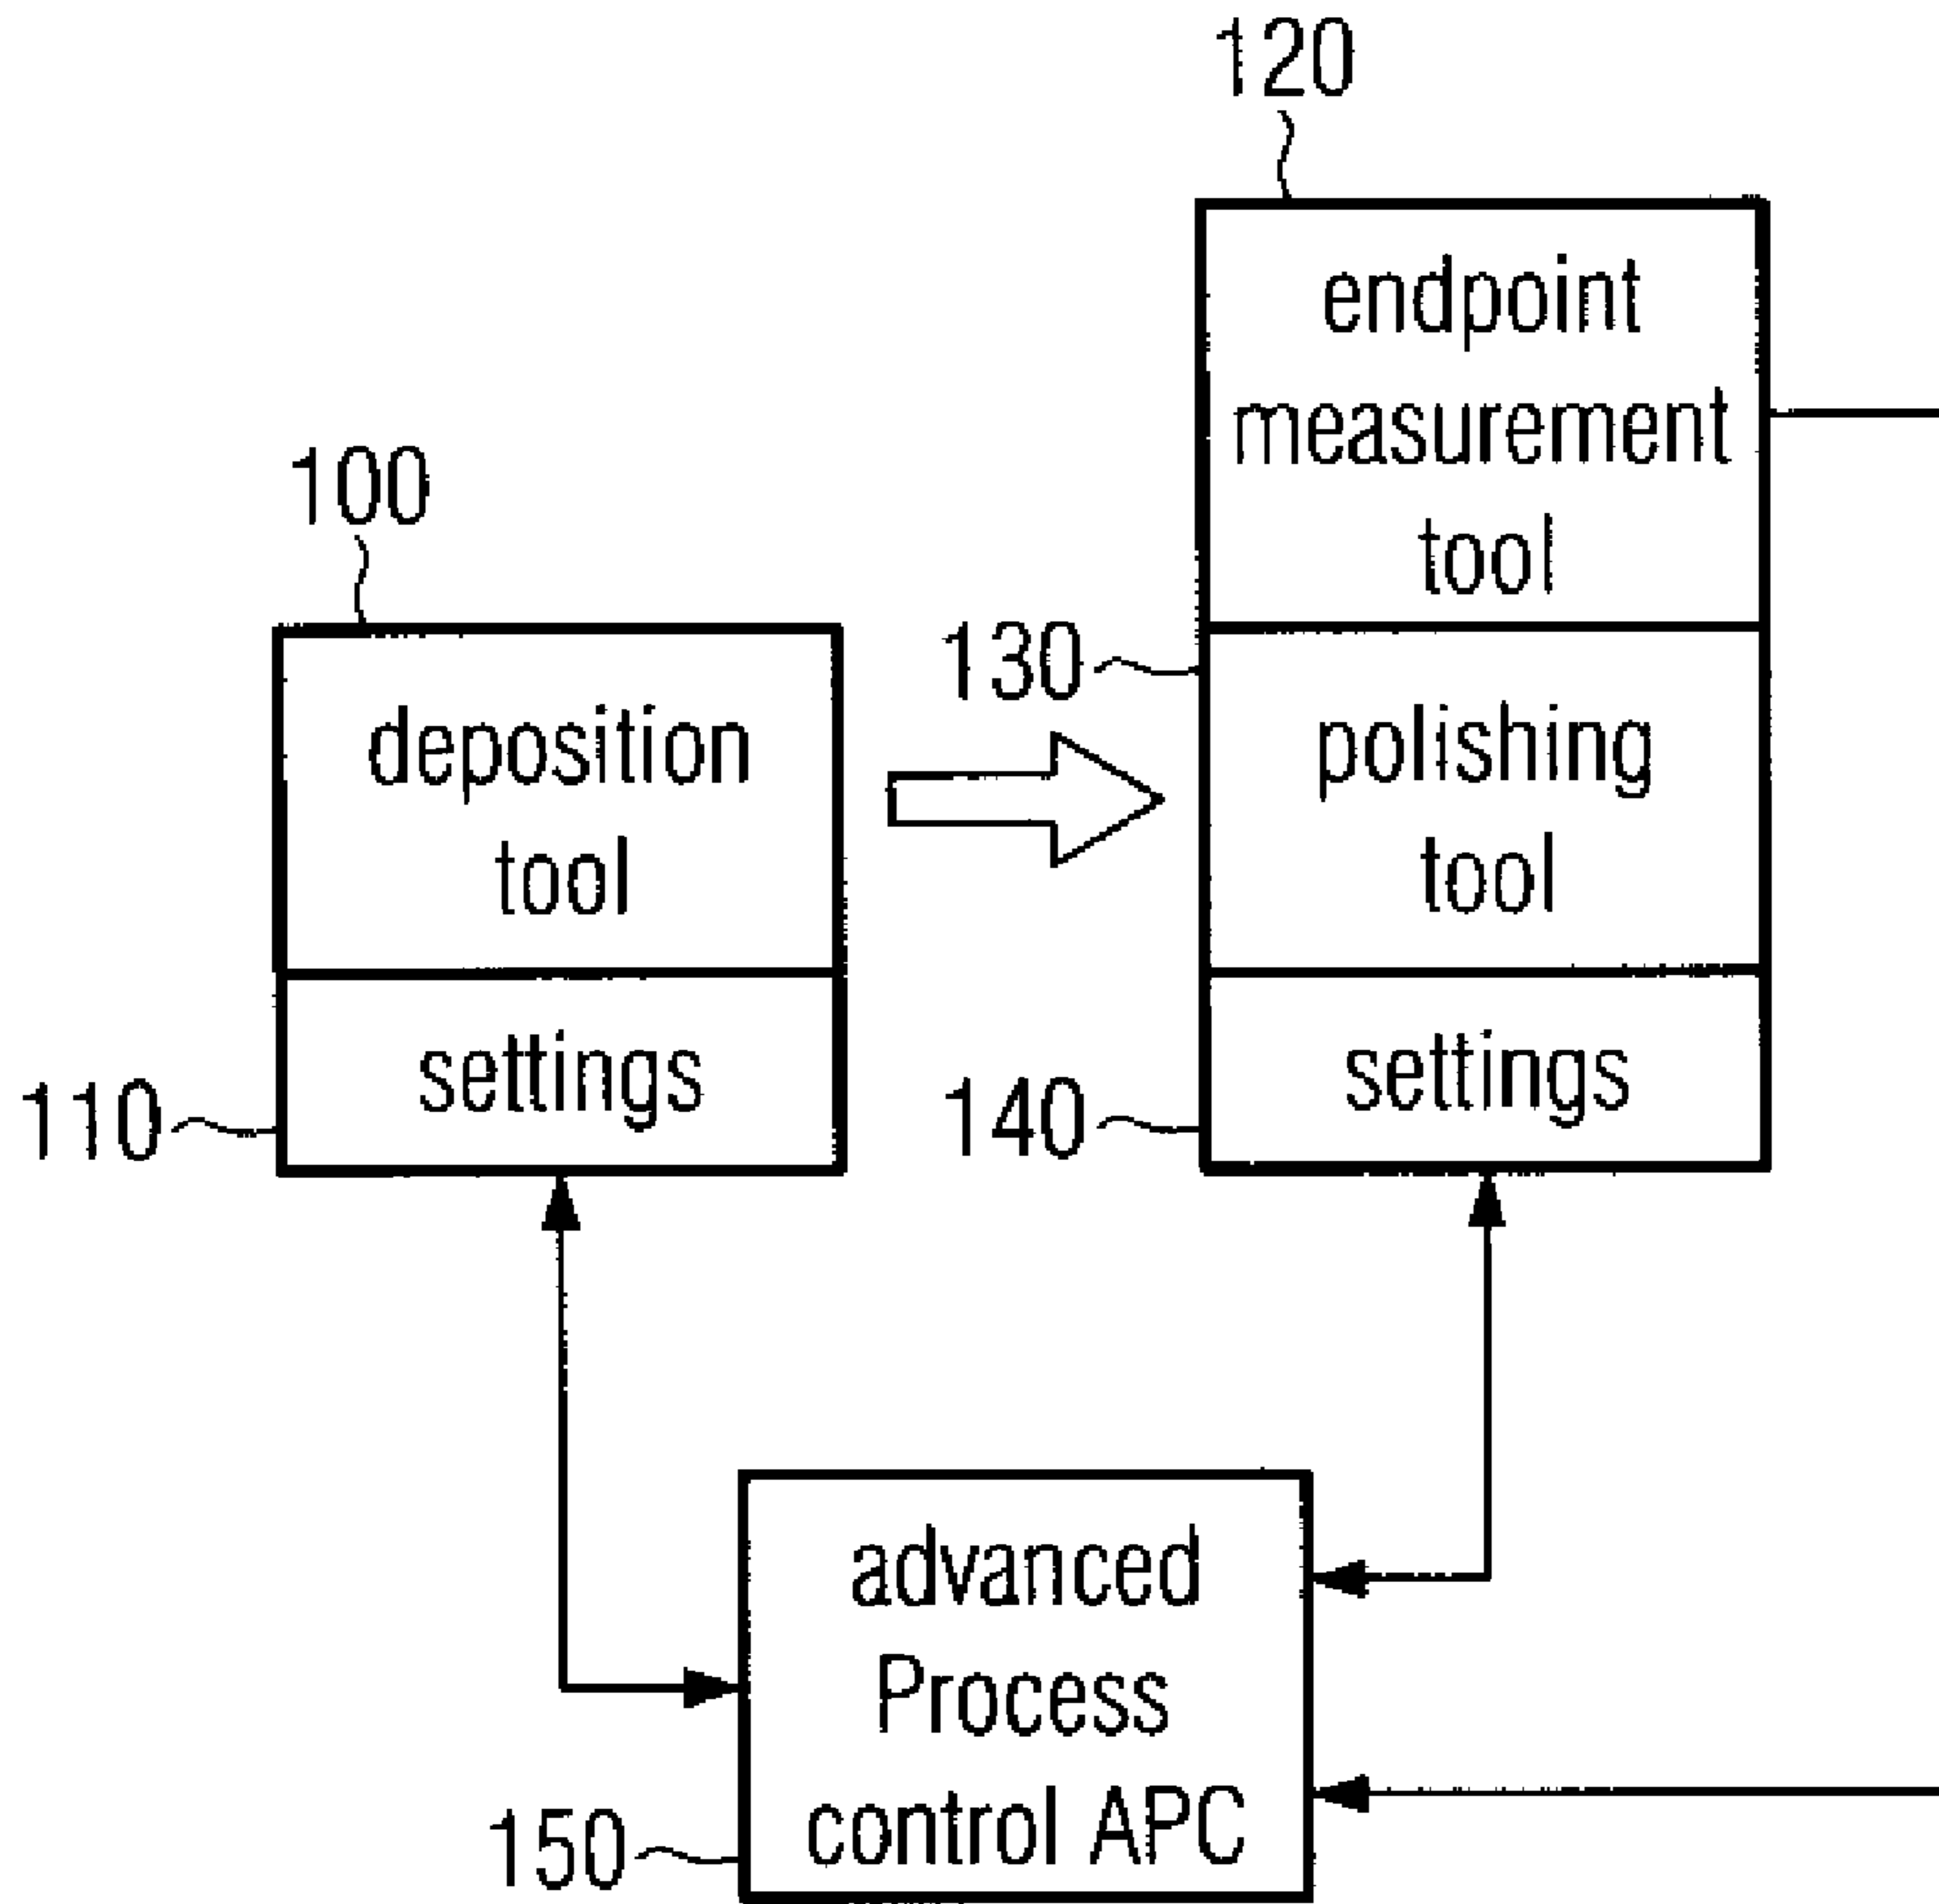 120
endpoint
measurement
tool
100
130
deposition
tool
polishing
tool
settings
settings
110
140
advanced
Process
control APC
150